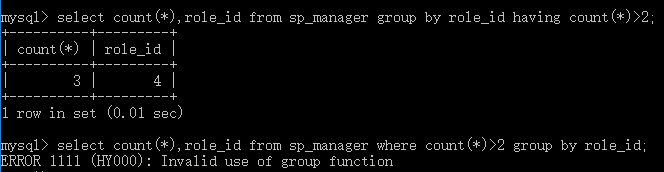 mysql> select count(*),role_id from sp_manager group by role_id having count(*)>2;
+----------+---------+
| count(*) | role_id |
+----------+---------+
|        3 |       4 |
+----------+---------+
1 row in set (0.01 sec)
mysql> select count(*),role_id from sp_manager where count(*)>2 group by role_id;
ERROR 1111 (HY000): Invalid use of group function